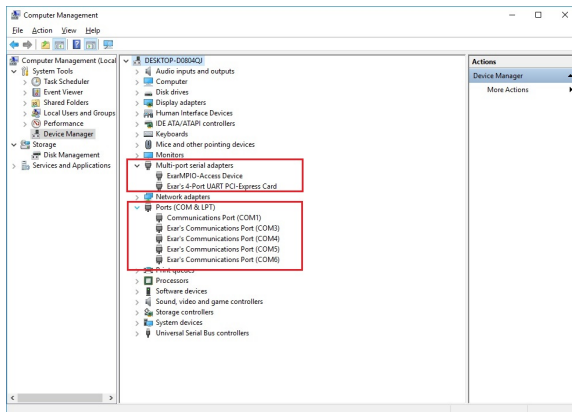 Computer Management
File Action View Help
Computer Management (Local
System Tools
Task Scheduler
Event Viewer
Shared Folders
Local Users and Groups
Performance
Device Manager
Storage
Disk Management
Services and Applications
DESKTOP-D0804QJ
Audio inputs and outputs
Computer
Disk drives
Display adapters
Human Interface Devices
IDE ATA/ATAPI controllers
Keyboards
Mice and other pointing devices
Monitors
Multi-port serial adapters
ExarMPIO-Access Device
Exar's 4-Port UART PCI-Express Card
Network adapters
Ports (COM & LPT)
Communications Port (COM1)
Exar's Communications Port (COM3)
Exar's Communications Port (COM4)
Exar's Communications Port (COM5)
Exar's Communications Port (COM6)
Print queues
Processors
Software devices
Sound, video and game controllers
Storage controllers
System devices
Universal Serial Bus controllers
Actions
Device Manager
More Actions